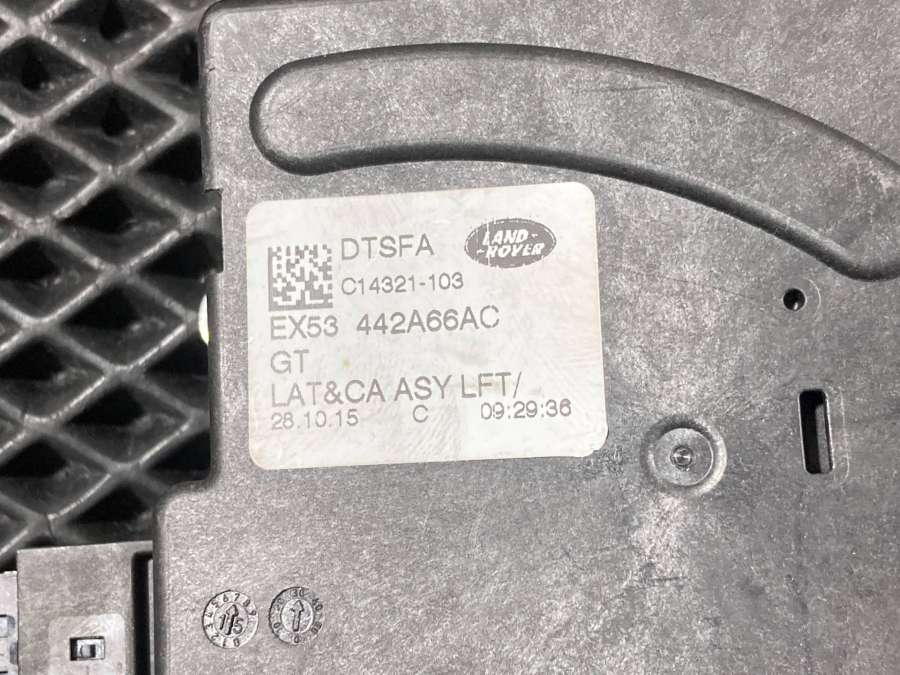 DTSFA
LAND-
-ROVER
C14321-103
EX53 442A66AC
GT
LAT&CA ASY LFT/
28.10.15 C 09:29:36